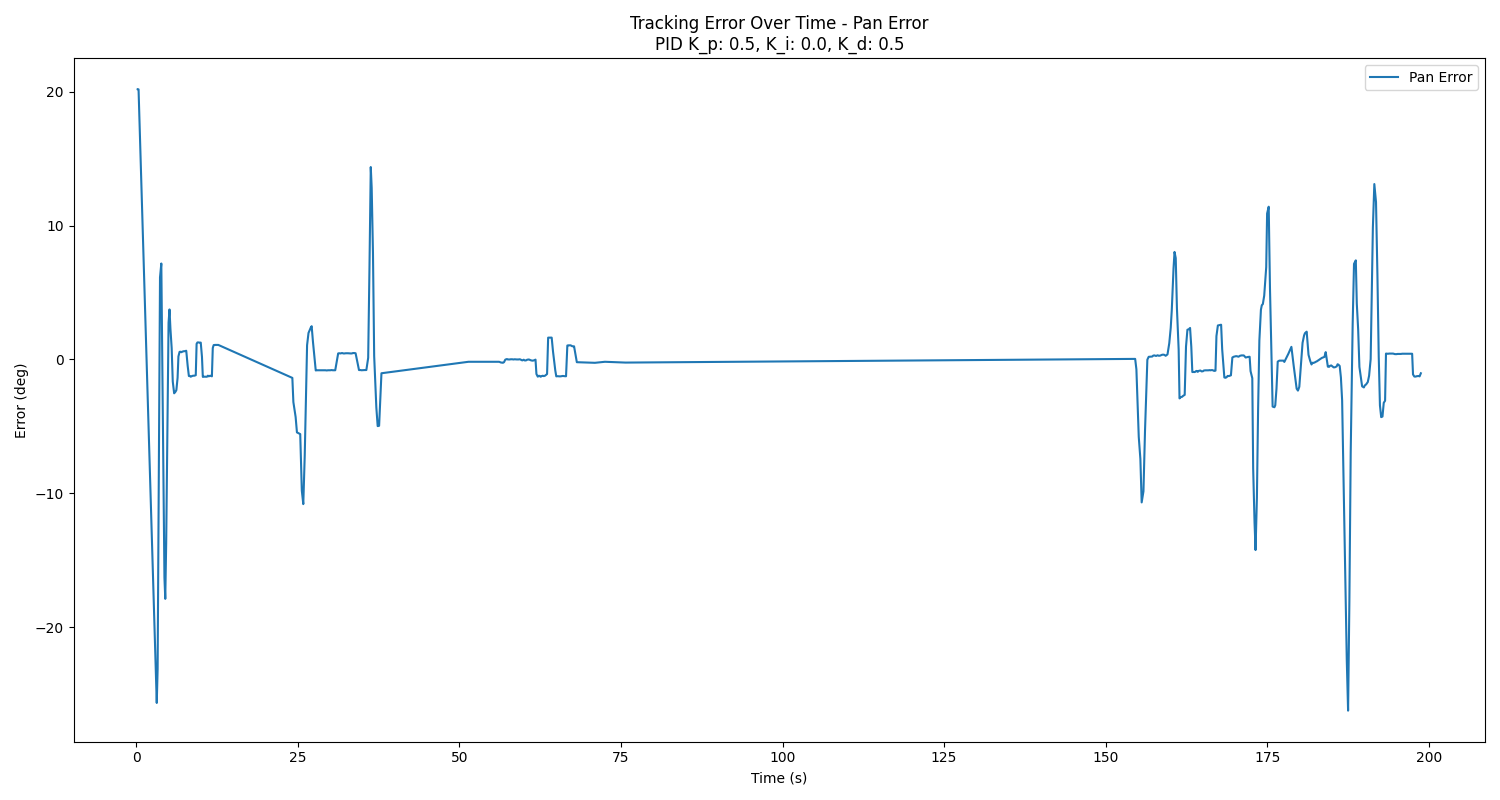 Tracking Error Over Time - Pan Error
PID K_p: 0.5, K_i: 0.0, K_d: 0.5
Pan Error
20
10
0
−10
−20
Error (deg)
0 25 50 75 100 125 150 175 200
Time (s)